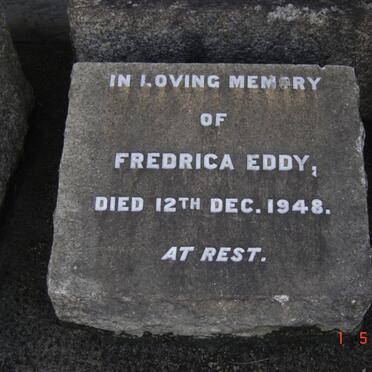 IN LOVING MEMORY
OF
FREDRICA EDDY,
DIED 12TH DEC. 1948.
AT REST.
1 5